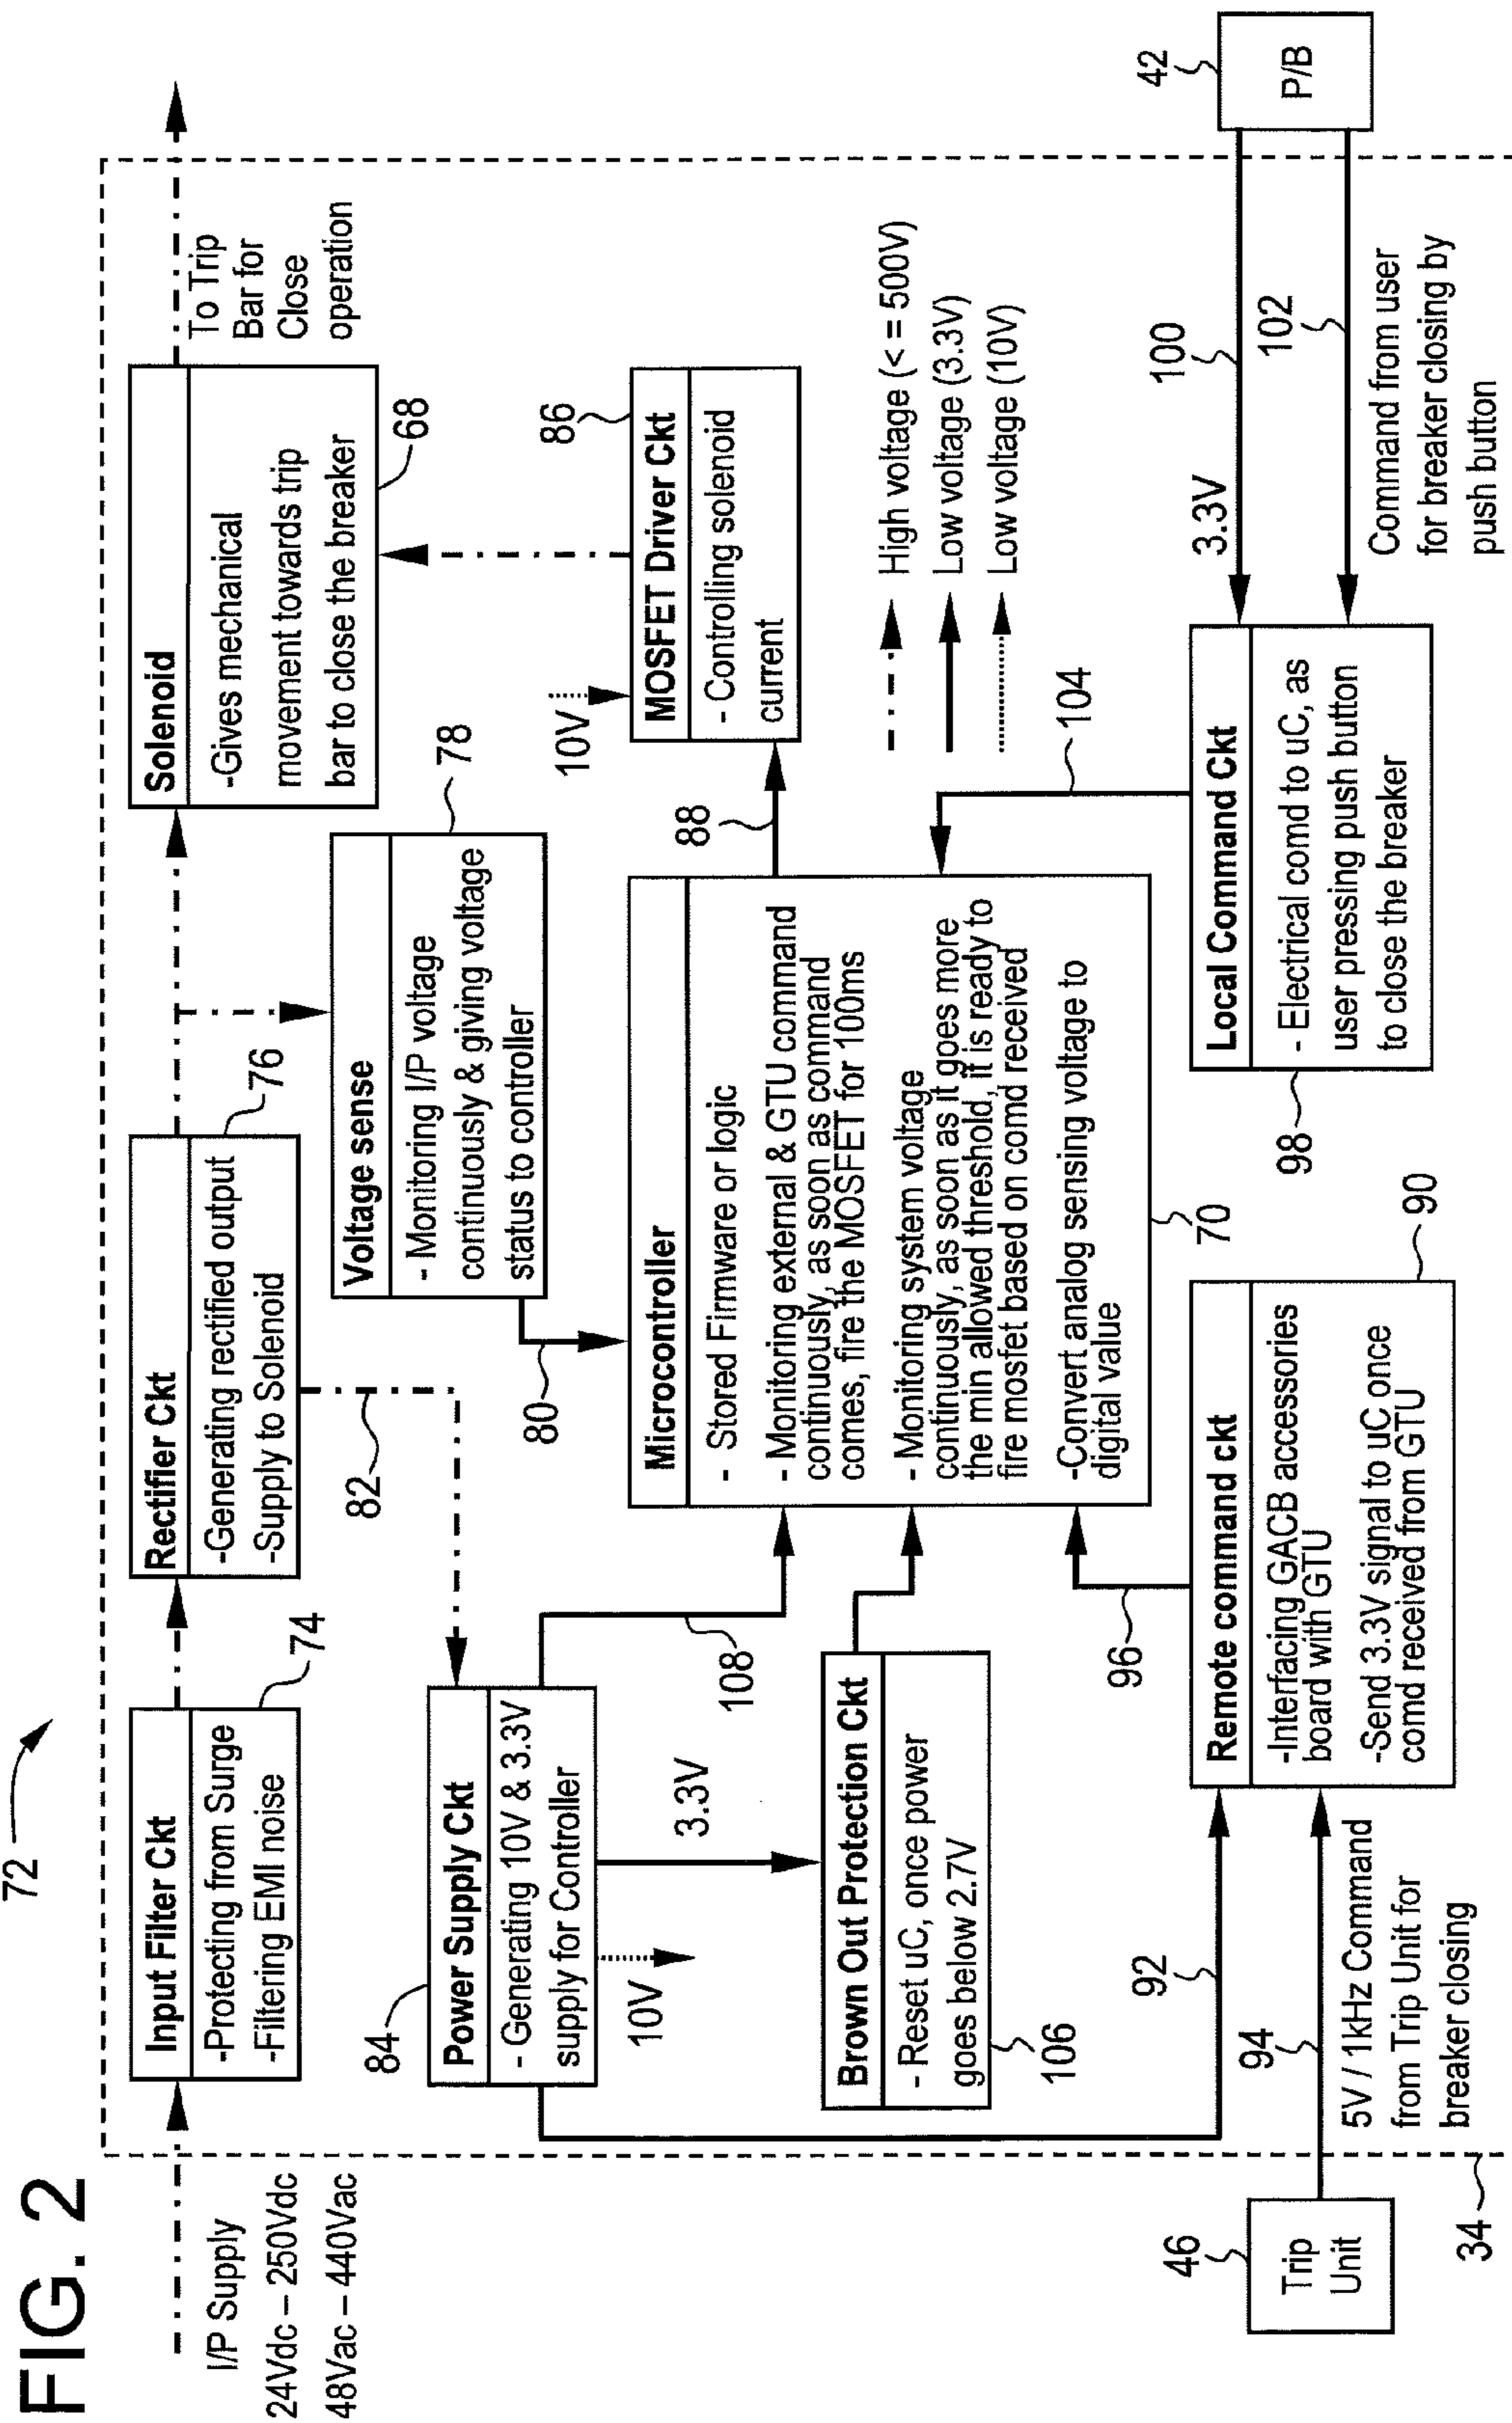 FIG. 2
72
I/P Supply
24Vdc – 250Vdc
48Vac – 440Vac
Input Filter Ckt
-Protecting from Surge
-Filtering EMI noise
74
Rectifier Ckt
-Generating rectified output
-Supply to Solenoid
76
Solenoid
-Gives mechanical
movement towards trip
bar to close the breaker
68
To Trip
Bar for
Close
operation
82
Voltage sense
- Monitoring I/P voltage
continuously & giving voltage
status to controller
78
80
84
Power Supply Ckt
- Generating 10V & 3.3V
supply for Controller
10V
3.3V
108
Microcontroller
- Stored Firmware or logic
- Monitoring external & GTU command
continuously, as soon as command
comes, fire the MOSFET for 100ms
- Monitoring system voltage
continuously, as soon as it goes more
the min allowed threshold, it is ready to
fire mosfet based on comd received
-Convert analog sensing voltage to
digital value
70
88
10V
MOSFET Driver Ckt
- Controlling solenoid
current
86
High voltage (< = 500V)
Low voltage (3.3V)
Low voltage (10V)
Brown Out Protection Ckt
- Reset uC, once power
goes below 2.7V
106
92
96
104
46
Trip
Unit
94
5V / 1kHz Command
from Trip Unit for
breaker closing
34
Remote command ckt
-Interfacing GACB accessories
board with GTU
-Send 3.3V signal to uC once
comd received from GTU
90
98
Local Command Ckt
- Electrical comd to uC, as
user pressing push button
to close the breaker
3.3V
100
102
Command from user
for breaker closing by
push button
42
P/B